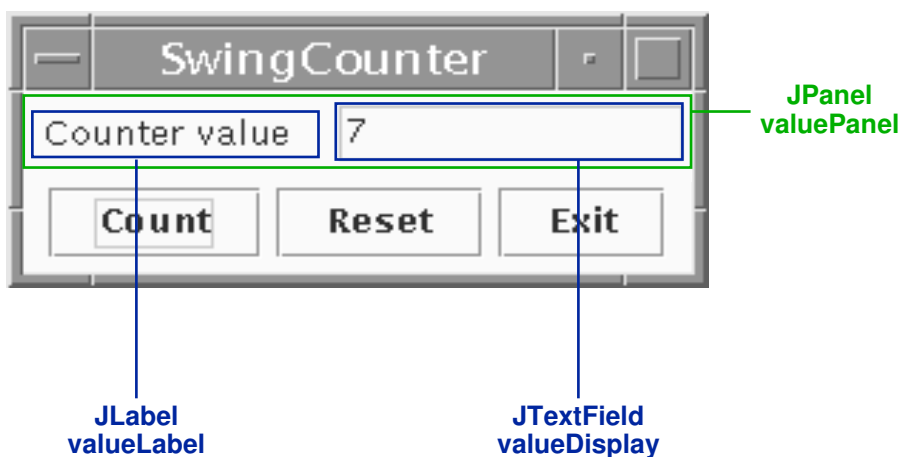 SwingCounter
JPanel
valuePanel
Counter value 7
Count Reset Exit
JLabel
valueLabel
JTextField
valueDisplay